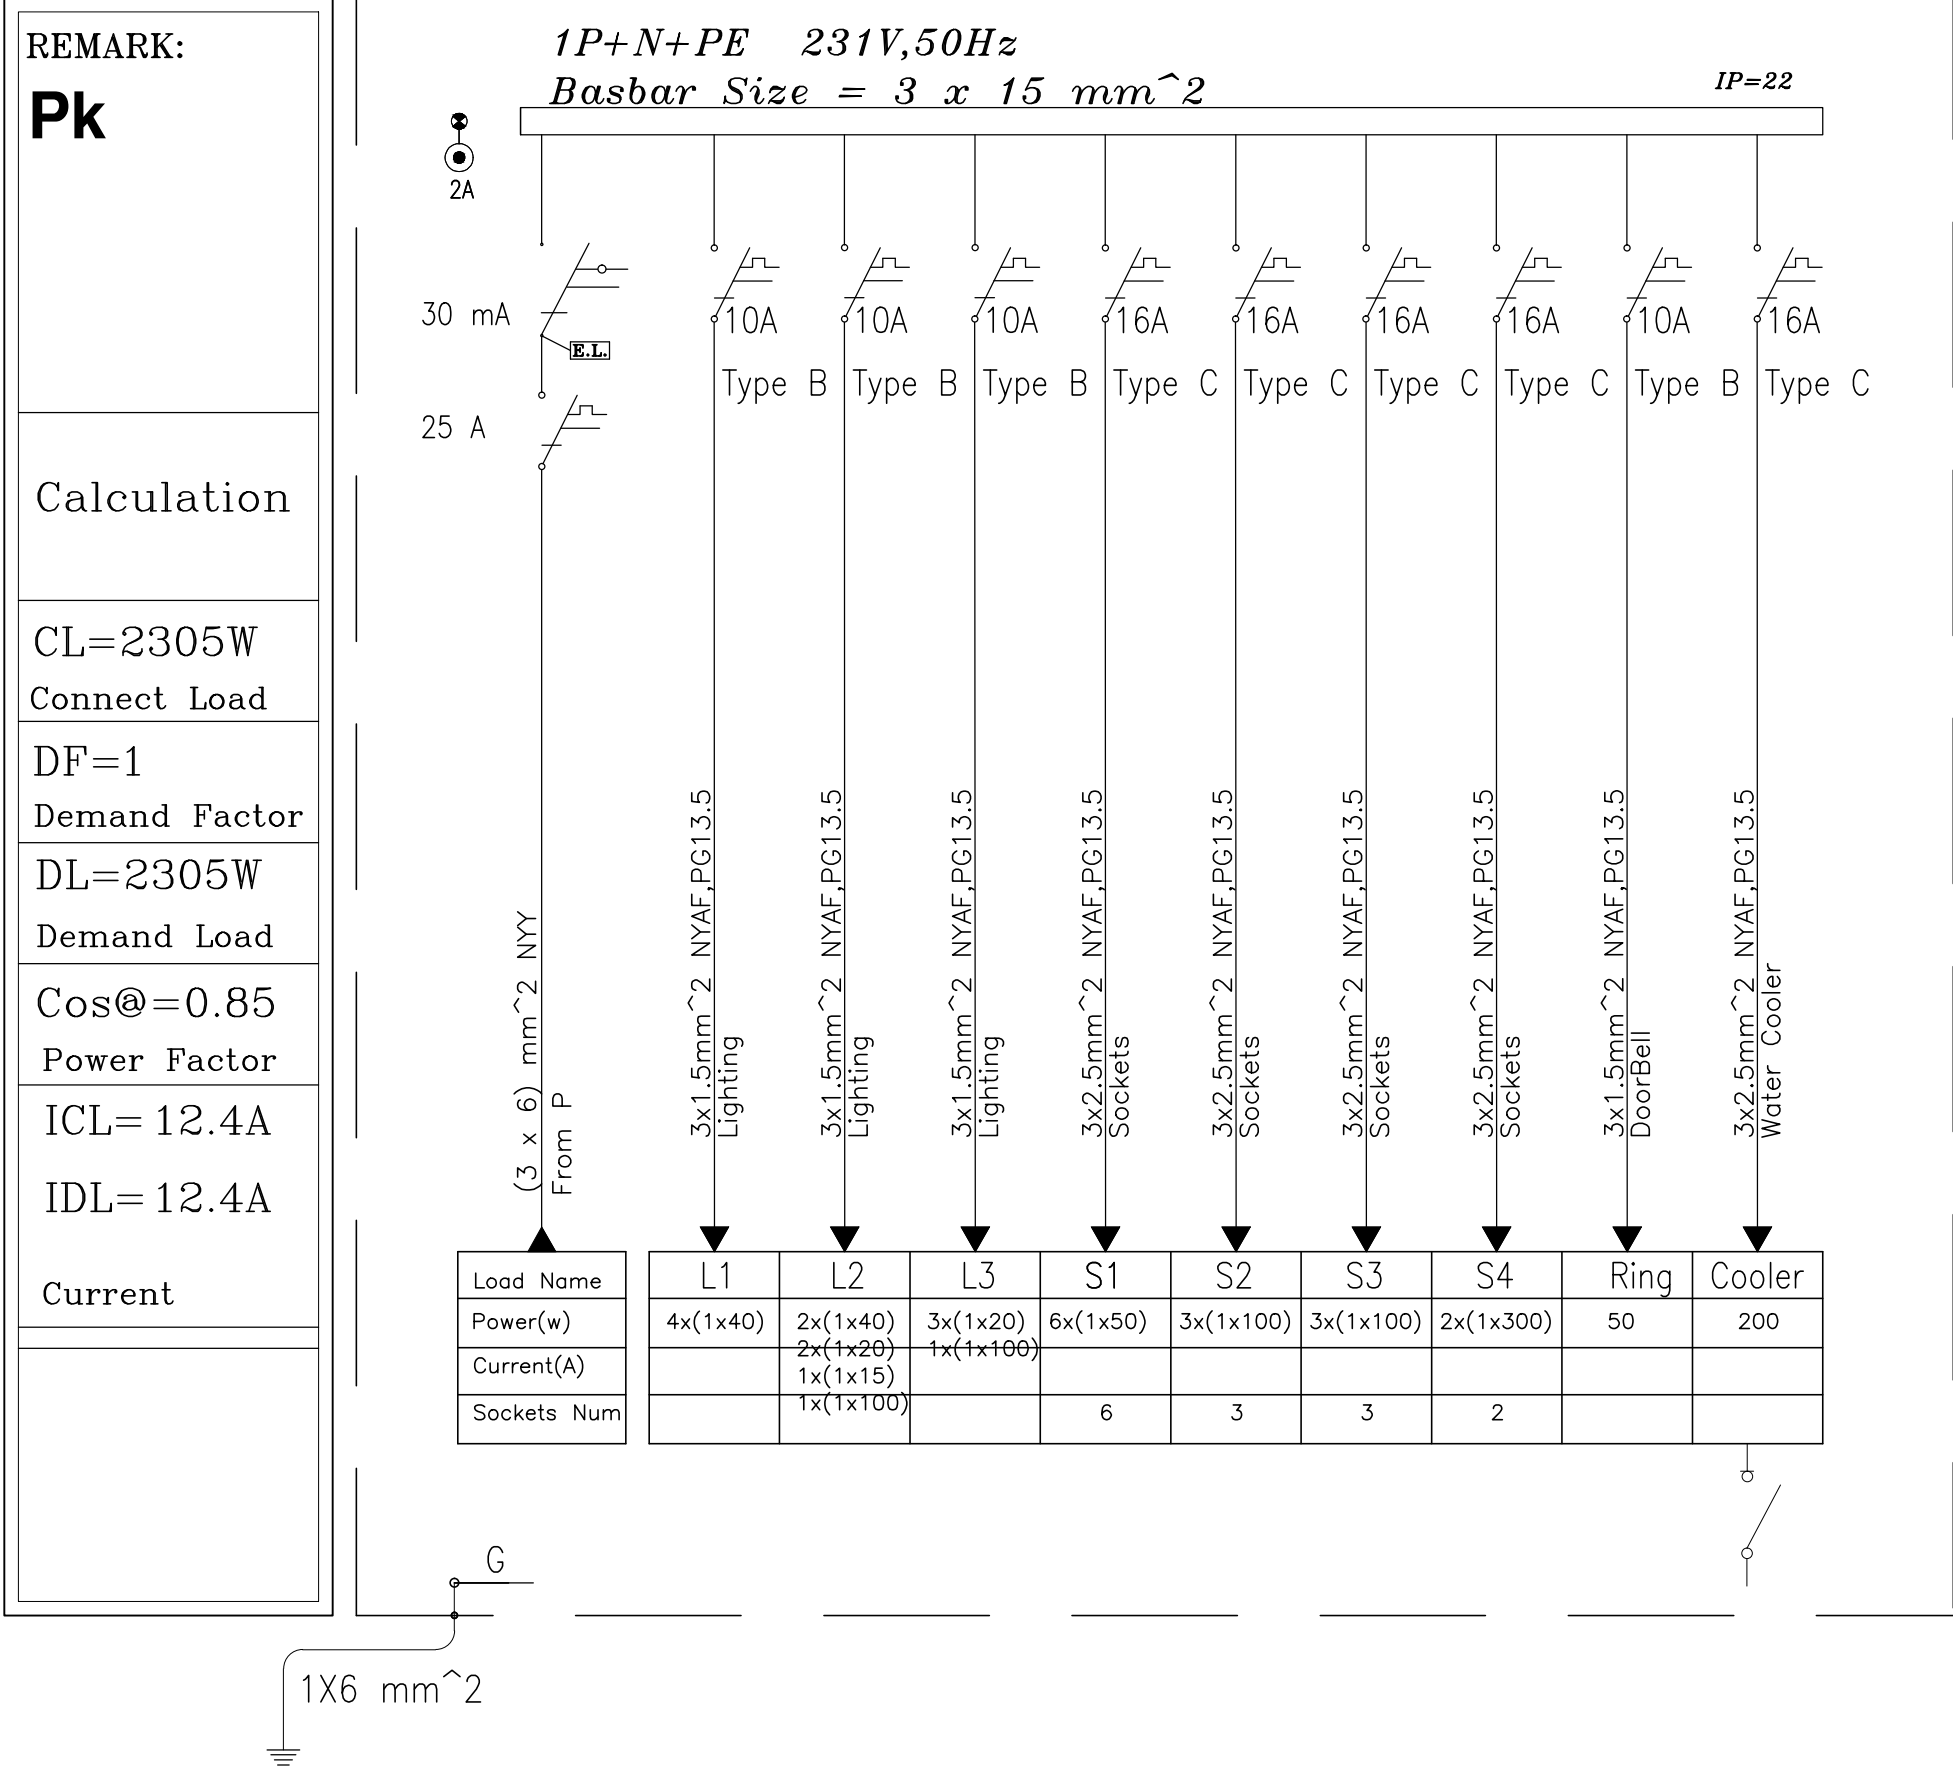 REMARK:
Pk
Calculation
CL=2305W
Connect Load
DF=1
Demand Factor
DL=2305W
Demand Load
Cos@=0.85
Power Factor
ICL=12.4A
IDL=12.4A
Current
1P+N+PE 231V,50Hz
Basbar Size = 3 x 15 mm^2
IP=22
2A
30 mA
E.L.
25 A
10A
10A
10A
16A
16A
16A
16A
10A
16A
Type B
Type B
Type B
Type C
Type C
Type C
Type C
Type B
Type C
(3 x 6) mm^2 NYY
From P
3x1.5mm^2 NYAF,PG13.5
Lighting
3x1.5mm^2 NYAF,PG13.5
Lighting
3x1.5mm^2 NYAF,PG13.5
Lighting
3x2.5mm^2 NYAF,PG13.5
Sockets
3x2.5mm^2 NYAF,PG13.5
Sockets
3x2.5mm^2 NYAF,PG13.5
Sockets
3x2.5mm^2 NYAF,PG13.5
Sockets
3x1.5mm^2 NYAF,PG13.5
DoorBell
3x2.5mm^2 NYAF,PG13.5
Water Cooler
Load Name L1 L2 L3 S1 S2 S3 S4 Ring Cooler
Power(w) 4x(1x40) 2x(1x40) 3x(1x20) 6x(1x50) 3x(1x100) 3x(1x100) 2x(1x300) 50 200
2x(1x20) 1x(1x100)
Current(A) 1x(1x15)
1x(1x100)
Sockets Num 6 3 3 2
G
1X6 mm^2